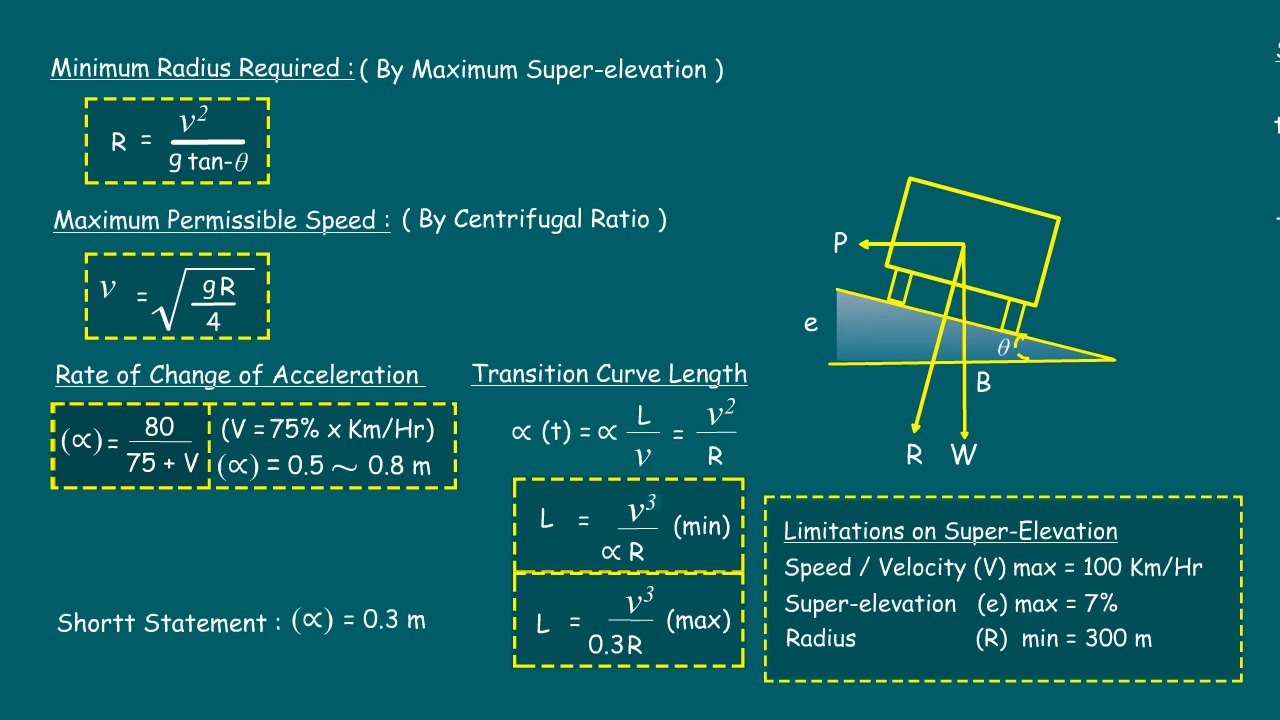 Minimum Radius Required : ( By Maximum Super-elevation )
R = v²
g tan-θ
Maximum Permissible Speed : ( By Centrifugal Ratio )
v = √ gR
4
P
e
θ
B
R W
Rate of Change of Acceleration
(∝) = 80
75 + V
(V = 75% x Km/Hr)
(∝) = 0.5 ~ 0.8 m
Transition Curve Length
∝ (t) = ∝ L = v²
v R
L = v³ (min)
∝ R
L = v³ (max)
0.3R
Shortt Statement : (∝) = 0.3 m
Limitations on Super-Elevation
Speed / Velocity (V) max = 100 Km/Hr
Super-elevation (e) max = 7%
Radius (R) min = 300 m